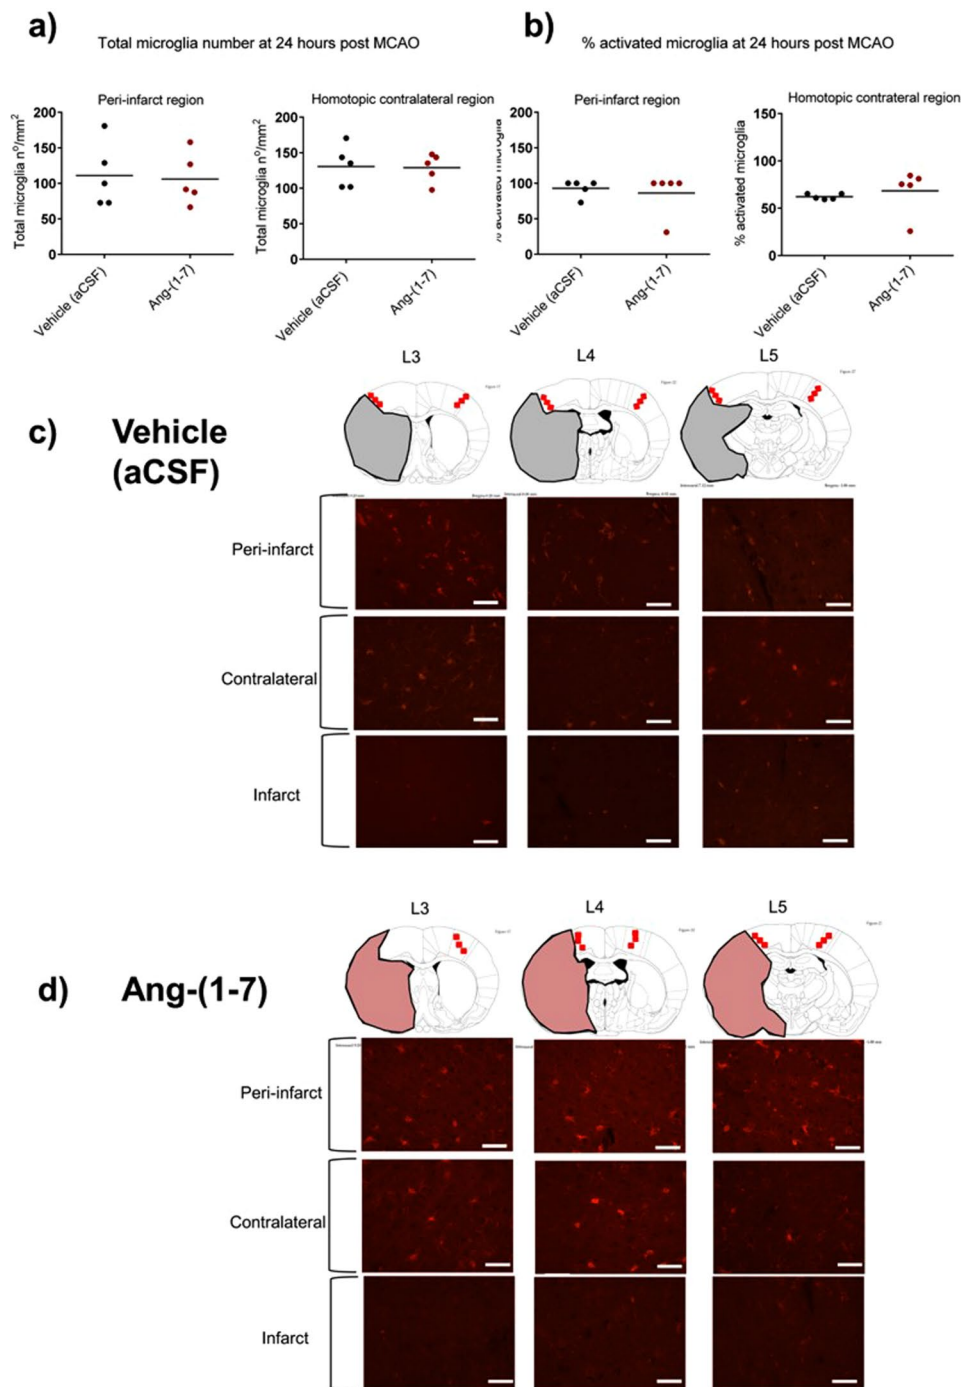 a)
Total microglia number at 24 hours post MCAO
b)
% activated microglia at 24 hours post MCAO
Peri-infarct region
Total microglia n°/mm²
200
150
100
50
0
Vehicle (aCSF)
Ang-(1-7)
Homotopic contralateral region
Total microglia n°/mm²
200
150
100
50
0
Vehicle (aCSF)
Ang-(1-7)
Peri-infarct region
% activated microglia
200
150
100
50
0
Vehicle (aCSF)
Ang-(1-7)
Homotopic contrateral region
% activated microglia
150
100
50
0
Vehicle (aCSF)
Ang-(1-7)
c)
Vehicle
(aCSF)
L3
L4
L5
Peri-infarct
Contralateral
Infarct
d)
Ang-(1-7)
L3
L4
L5
Peri-infarct
Contralateral
Infarct